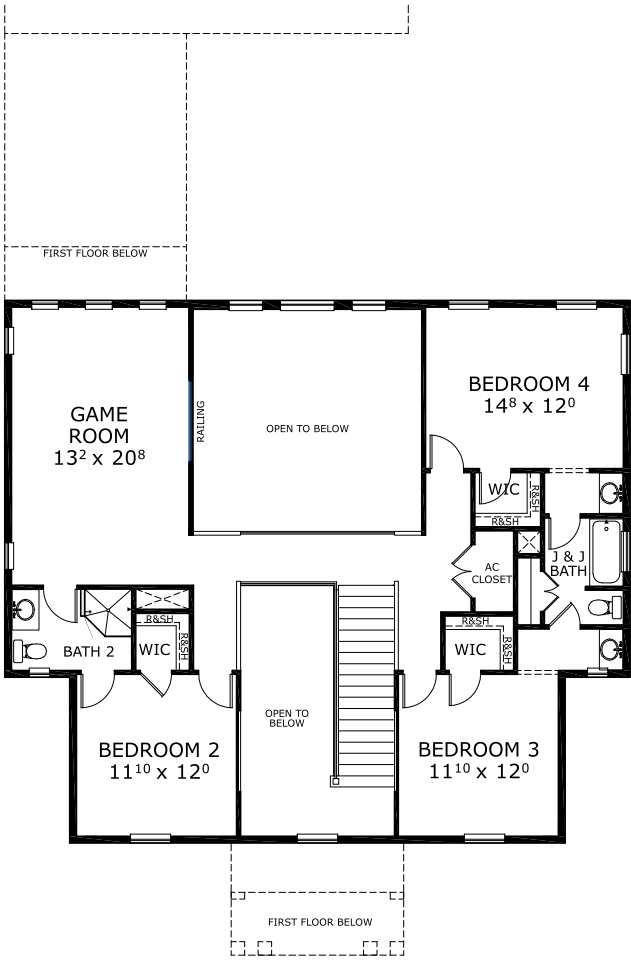 FIRST FLOOR BELOW
GAME
ROOM
13² x 20⁸
RAILING
OPEN TO BELOW
BEDROOM 4
14⁸ x 12⁰
WIC
R&SH
R&SH
J & J
BATH
AC
CLOSET
R&SH
R&SH
WIC
BATH 2
R&SH
R&SH
WIC
OPEN TO
BELOW
BEDROOM 2
11¹⁰ x 12⁰
BEDROOM 3
11¹⁰ x 12⁰
FIRST FLOOR BELOW